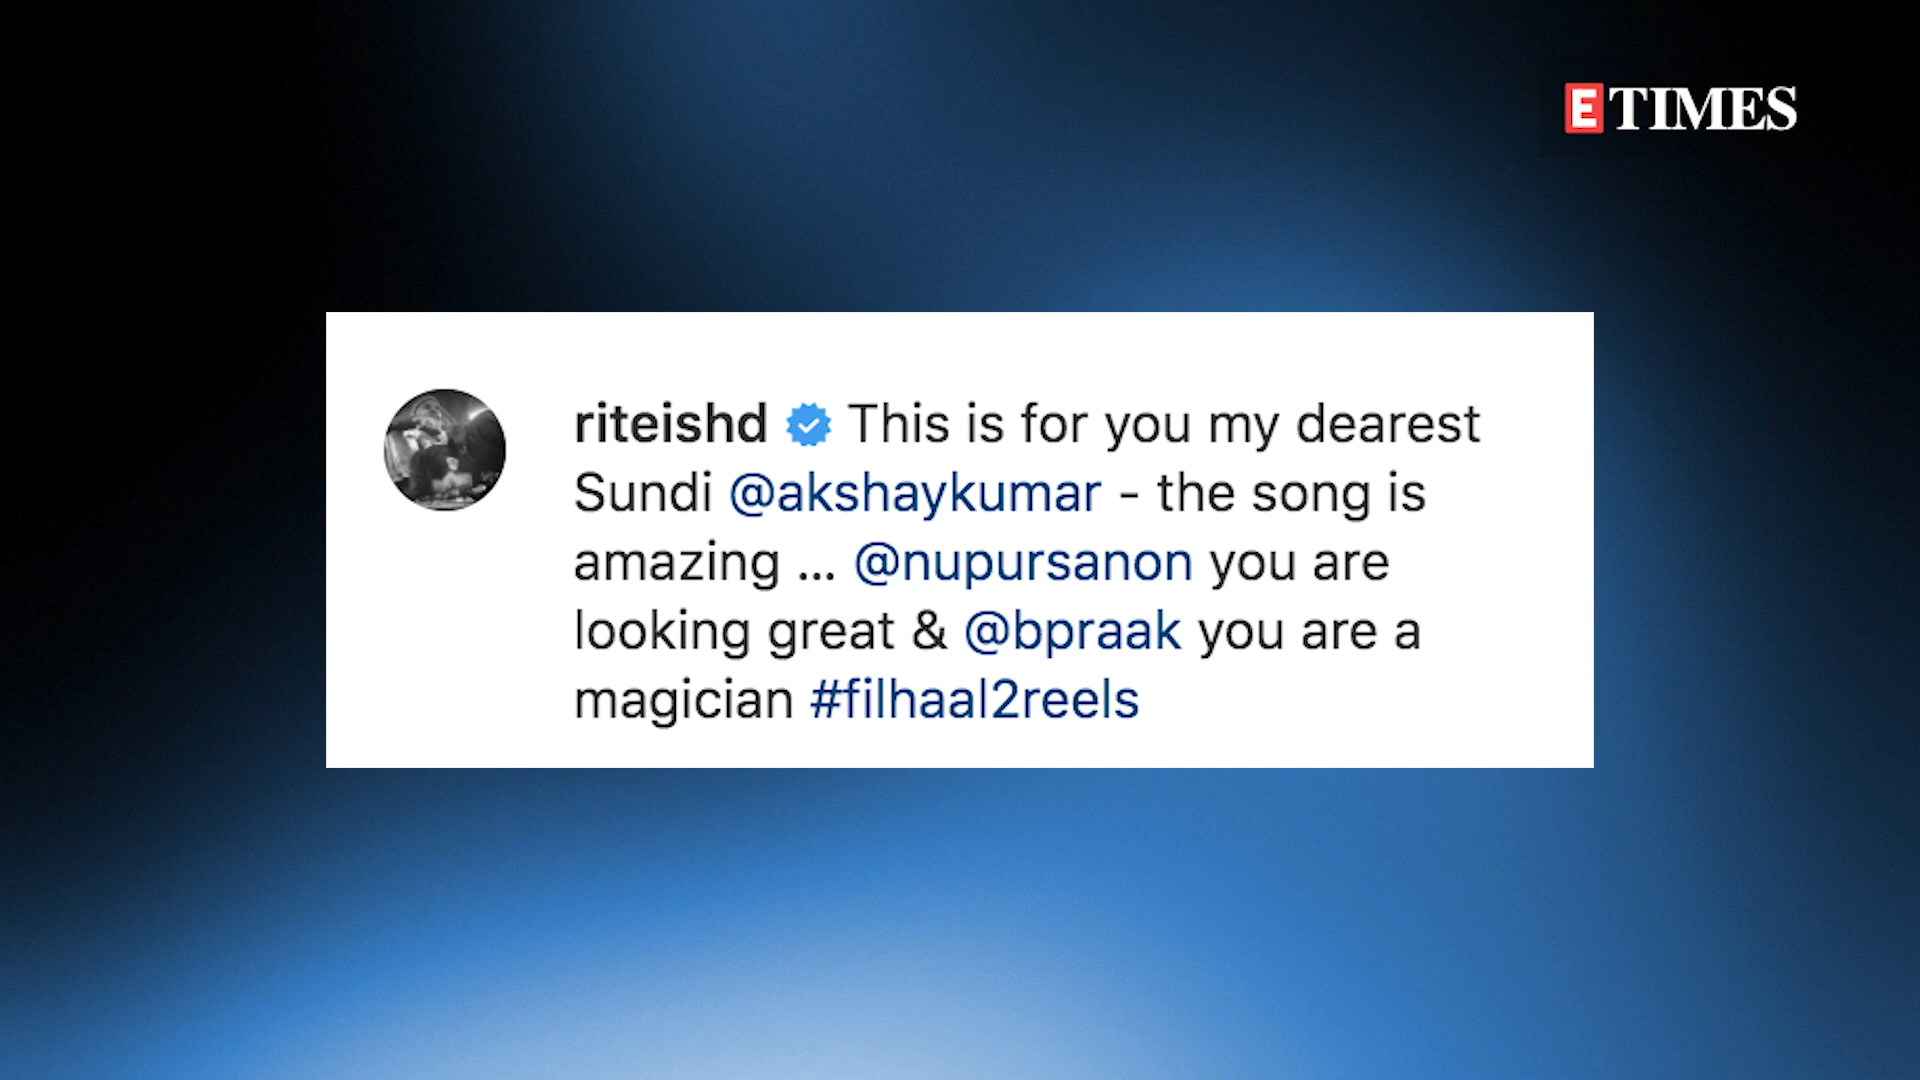 ETIMES
riteishd This is for you my dearest
Sundi @akshaykumar - the song is
amazing ... @nupursanon you are
looking great & @bpraak you are a
magician #filhaal2reels